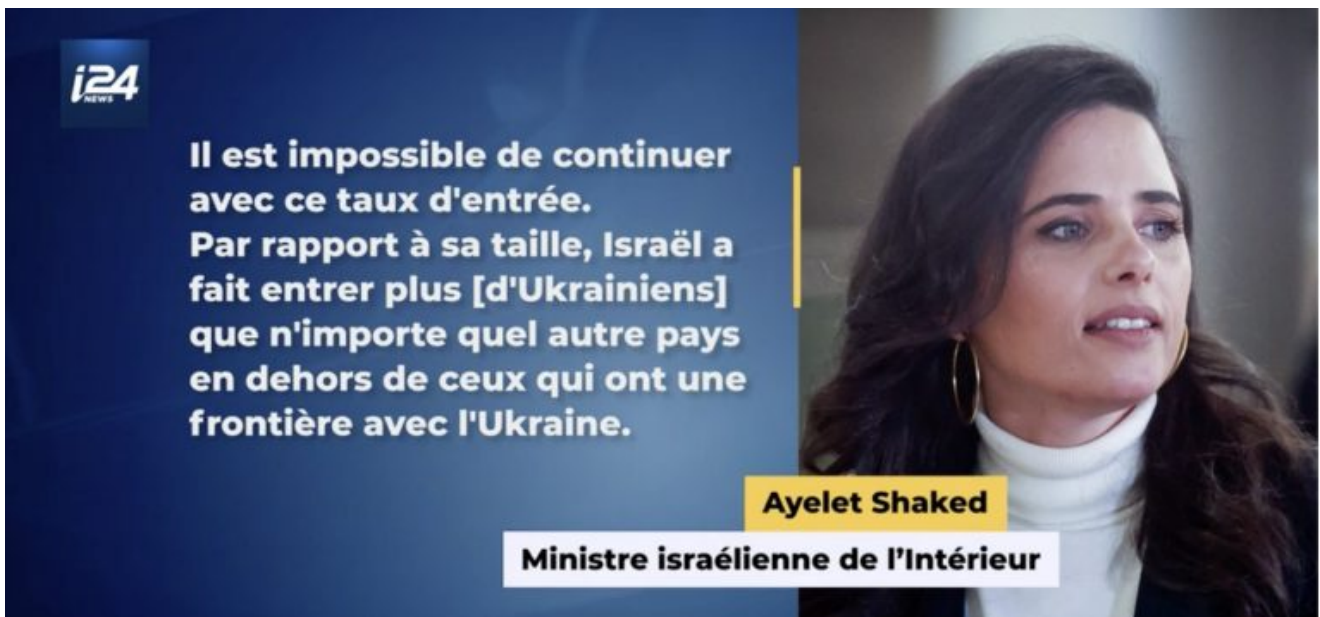 i24
NEWS
Il est impossible de continuer
avec ce taux d'entrée.
Par rapport à sa taille, Israël a
fait entrer plus [d'Ukrainiens]
que n'importe quel autre pays
en dehors de ceux qui ont une
frontière avec l'Ukraine.
Ayelet Shaked
Ministre israélienne de l’Intérieur